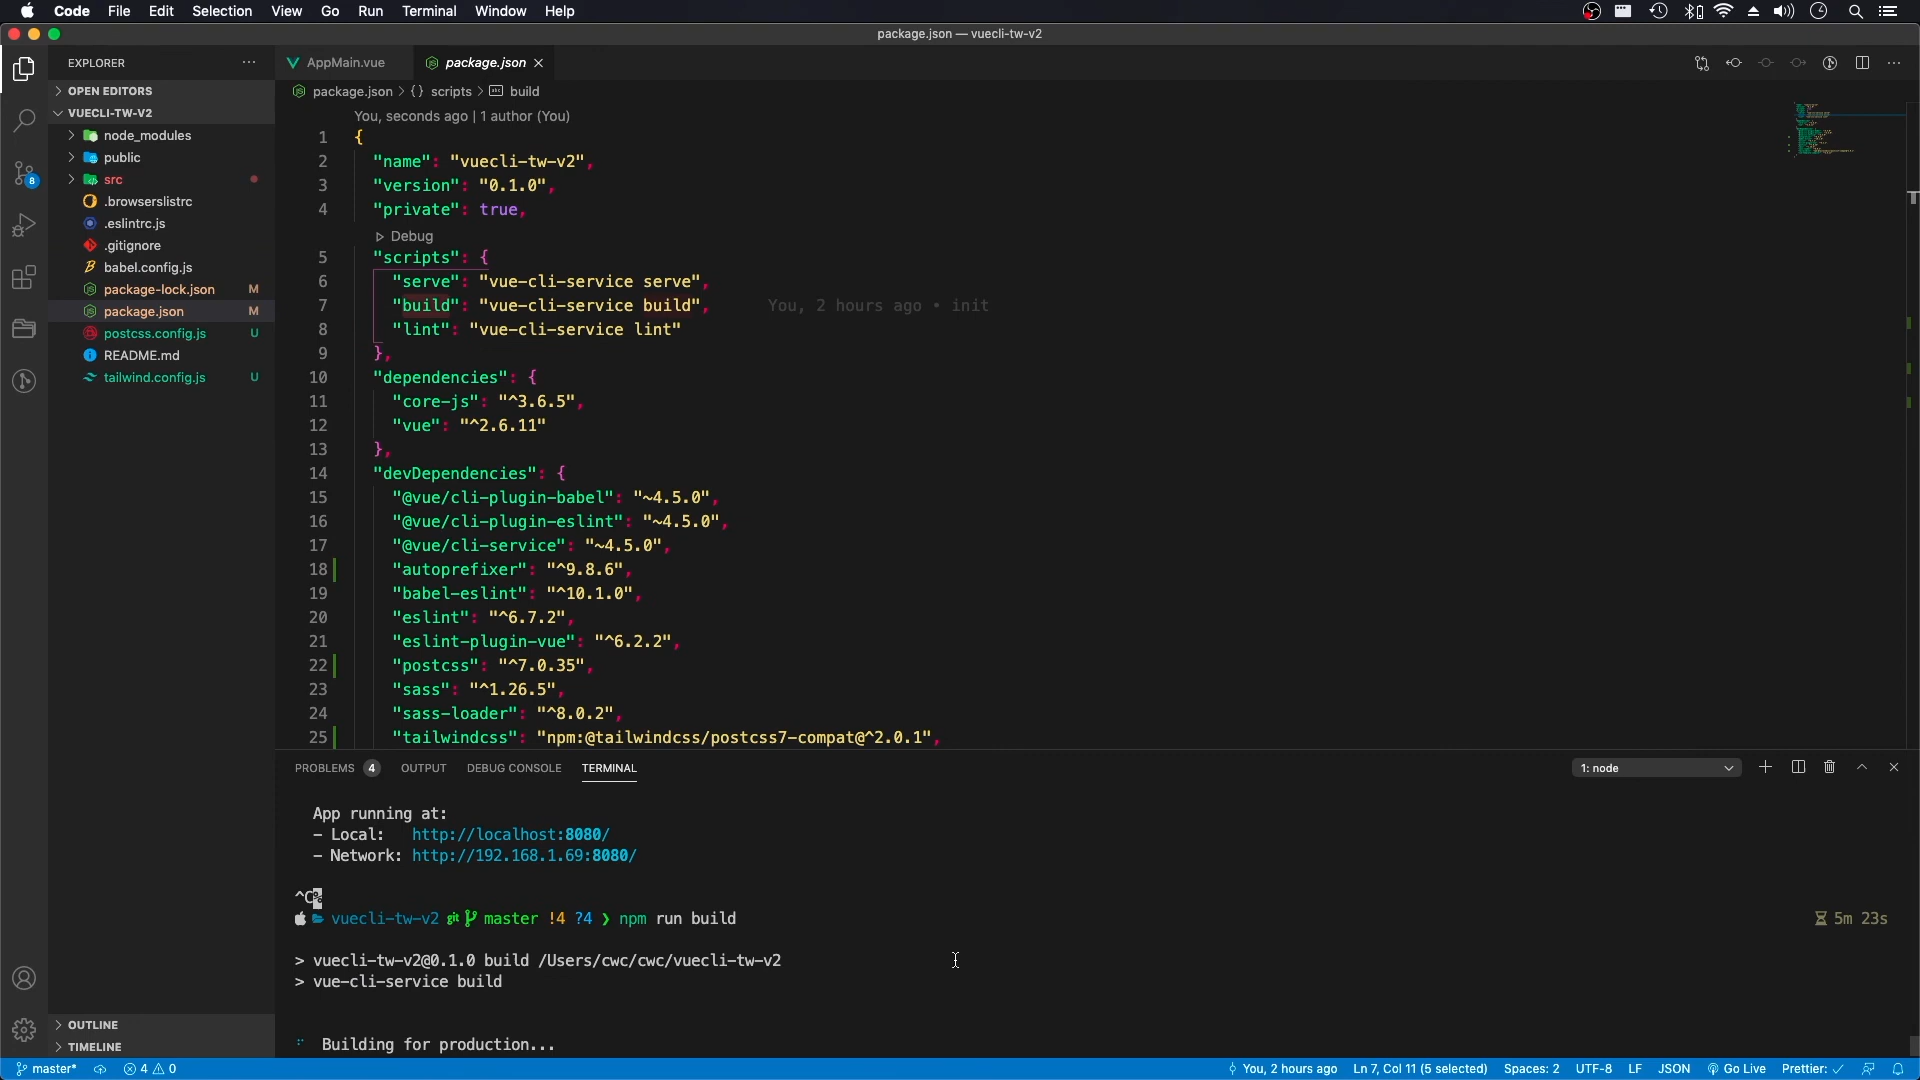 Code File Edit Selection View Go Run Terminal Window Help
package.json — vuecli-tw-v2
EXPLORER
OPEN EDITORS
VUECLI-TW-V2
node_modules
public
src
.browserslistrc
.eslintrc.js
.gitignore
babel.config.js
package-lock.json M
package.json M
postcss.config.js U
README.md
tailwind.config.js U
OUTLINE
TIMELINE
8
AppMain.vue package.json
package.json > {} scripts > build
You, seconds ago | 1 author (You)
1 {
2 "name": "vuecli-tw-v2",
3 "version": "0.1.0",
4 "private": true,
Debug
5 "scripts": {
6 "serve": "vue-cli-service serve",
7 "build": "vue-cli-service build", You, 2 hours ago • init
8 "lint": "vue-cli-service lint"
9 },
10 "dependencies": {
11 "core-js": "^3.6.5",
12 "vue": "^2.6.11"
13 },
14 "devDependencies": {
15 "@vue/cli-plugin-babel": "~4.5.0",
16 "@vue/cli-plugin-eslint": "~4.5.0",
17 "@vue/cli-service": "~4.5.0",
18 "autoprefixer": "^9.8.6",
19 "babel-eslint": "^10.1.0",
20 "eslint": "^6.7.2",
21 "eslint-plugin-vue": "^6.2.2",
22 "postcss": "^7.0.35",
23 "sass": "^1.26.5",
24 "sass-loader": "^8.0.2",
25 "tailwindcss": "npm:@tailwindcss/postcss7-compat@^2.0.1",
PROBLEMS 4 OUTPUT DEBUG CONSOLE TERMINAL 1: node
App running at:
- Local: http://localhost:8080/
- Network: http://192.168.1.69:8080/
^C%
vuecli-tw-v2 git master !4 ?4 ❯ npm run build 5m 23s
> vuecli-tw-v2@0.1.0 build /Users/cwc/cwc/vuecli-tw-v2
> vue-cli-service build
Building for production...
master* 4 0 You, 2 hours ago Ln 7, Col 11 (5 selected) Spaces: 2 UTF-8 LF JSON Go Live Prettier: ✓